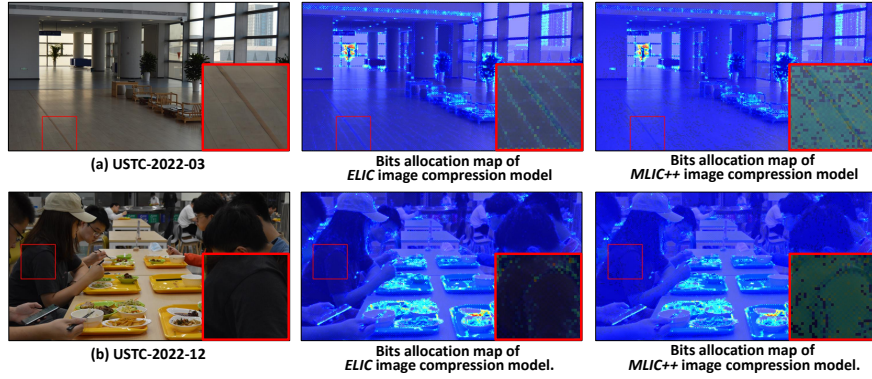 (a) USTC-2022-03
Bits allocation map of
ELIC image compression model
Bits allocation map of
MLIC++ image compression model
(b) USTC-2022-12
Bits allocation map of
ELIC image compression model.
Bits allocation map of
MLIC++ image compression model.